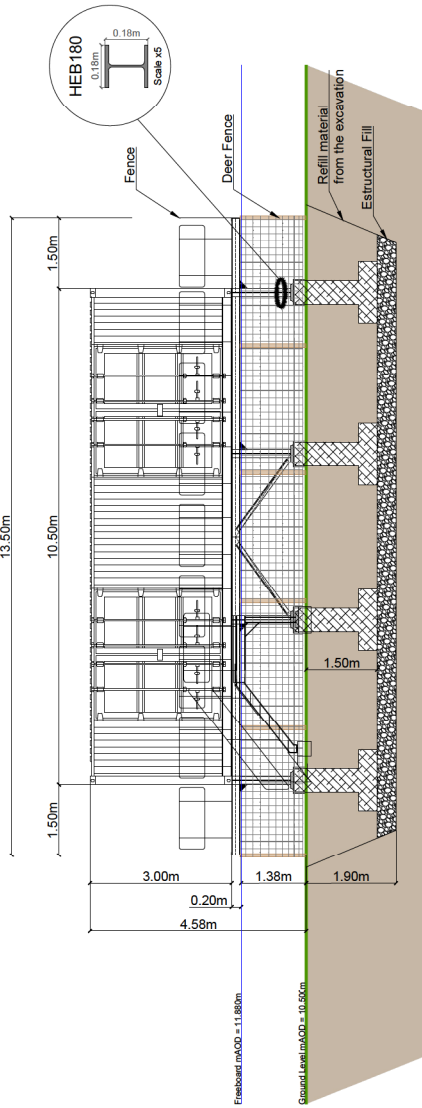 HEB180
0.18m
0.18m
Scale x5
13.50m
1.50m
10.50m
1.50m
Fence
Deer Fence
Refill material
from the excavation
Estructural Fill
3.00m
0.20m
1.38m
4.58m
1.50m
1.90m
Freeboard mAOD = 11.880m
Ground Level mAOD = 10.500m